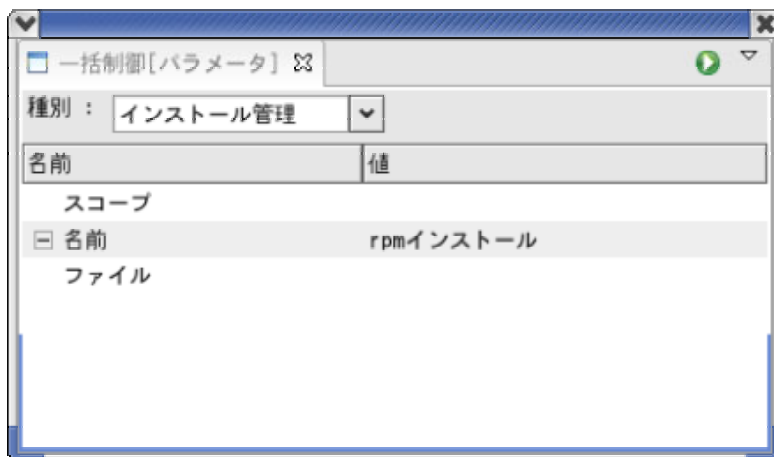 一括制御[パラメータ]
種別 : インストール管理
名前 値
スコープ
名前 rpmインストール
ファイル